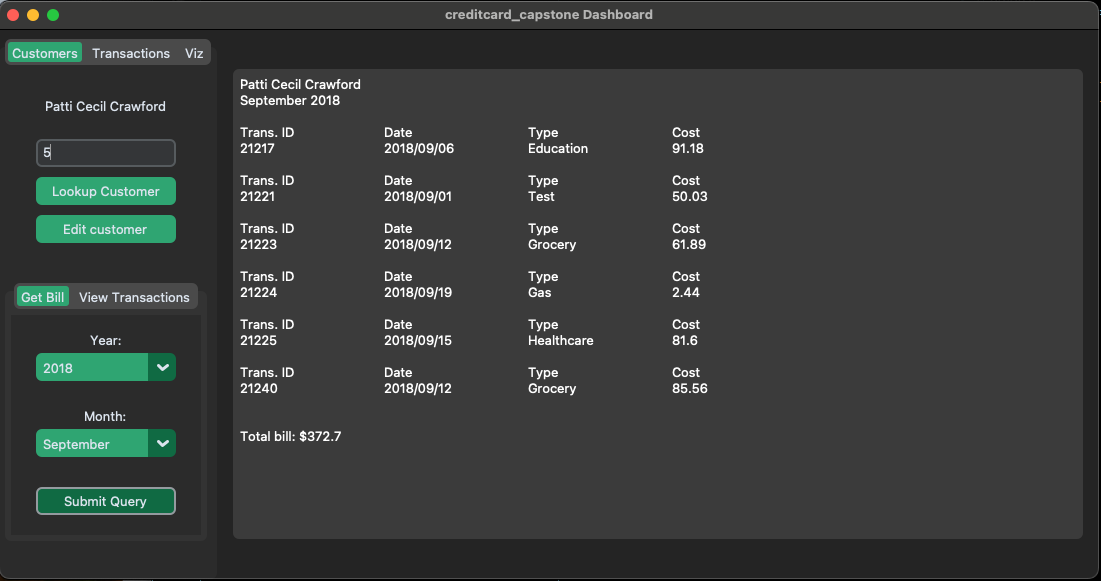 creditcard_capstone Dashboard
Customers Transactions Viz
Patti Cecil Crawford
5
Lookup Customer
Edit customer
Get Bill View Transactions
Year:
2018
Month:
September
Submit Query
Patti Cecil Crawford
September 2018
Trans. ID Date Type Cost
21217 2018/09/06 Education 91.18
Trans. ID Date Type Cost
21221 2018/09/01 Test 50.03
Trans. ID Date Type Cost
21223 2018/09/12 Grocery 61.89
Trans. ID Date Type Cost
21224 2018/09/19 Gas 2.44
Trans. ID Date Type Cost
21225 2018/09/15 Healthcare 81.6
Trans. ID Date Type Cost
21240 2018/09/12 Grocery 85.56
Total bill: $372.7